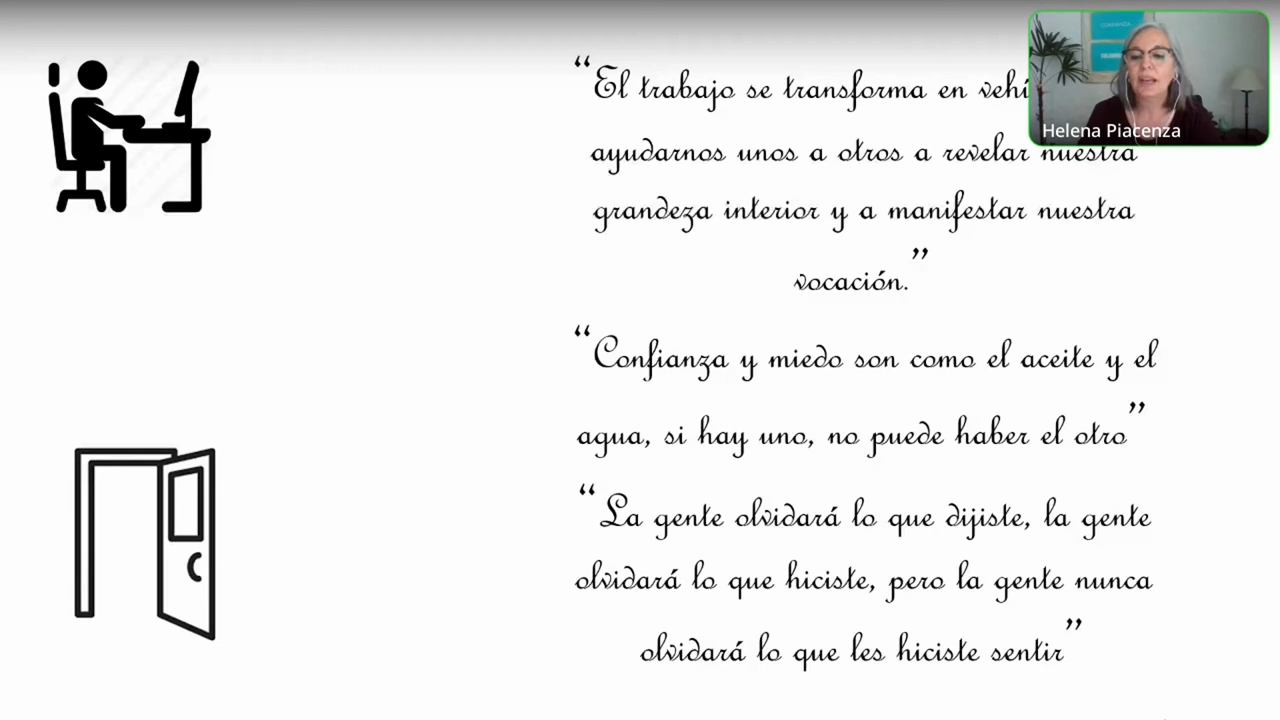 “El trabajo se transforma en
ayudarnos unos a otros a revelar nuestra
grandeza interior y a manifestar nuestra
vocación.”
“Confianza y miedo son como el aceite y el
agua, si hay uno, no puede haber el otro”
“La gente olvidará lo que dijiste, la gente
olvidará lo que hiciste, pero la gente nunca
olvidará lo que les hiciste sentir”
CONFIANZA
Helena Piacenza